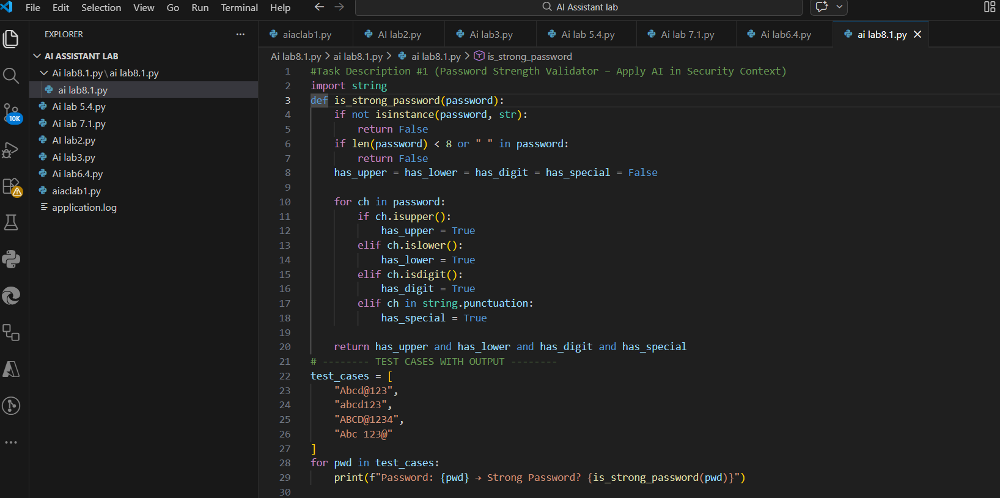 File Edit Selection View Go Run Terminal Help ← → AI Assistant lab
EXPLORER ···
AI ASSISTANT LAB
Ai lab8.1.py\ai lab8.1.py
ai lab8.1.py
Ai lab 5.4.py
Ai lab 7.1.py
AI lab2.py
Ai lab3.py
Ai lab6.4.py
aiaclab1.py
application.log
10K
aiaclab1.py AI lab2.py Ai lab3.py Ai lab 5.4.py Ai lab 7.1.py Ai lab6.4.py ai lab8.1.py
Ai lab8.1.py > ai lab8.1.py > ai lab8.1.py > is_strong_password
1 #Task Description #1 (Password Strength Validator – Apply AI in Security Context)
2 import string
3 def is_strong_password(password):
4     if not isinstance(password, str):
5         return False
6     if len(password) < 8 or " " in password:
7         return False
8     has_upper = has_lower = has_digit = has_special = False
9
10     for ch in password:
11         if ch.isupper():
12             has_upper = True
13         elif ch.islower():
14             has_lower = True
15         elif ch.isdigit():
16             has_digit = True
17         elif ch in string.punctuation:
18             has_special = True
19
20     return has_upper and has_lower and has_digit and has_special
21 # -------- TEST CASES WITH OUTPUT --------
22 test_cases = [
23     "Abcd@123",
24     "abcd123",
25     "ABCD@1234",
26     "Abc 123@"
27 ]
28 for pwd in test_cases:
29     print(f"Password: {pwd} → Strong Password? {is_strong_password(pwd)}")
30